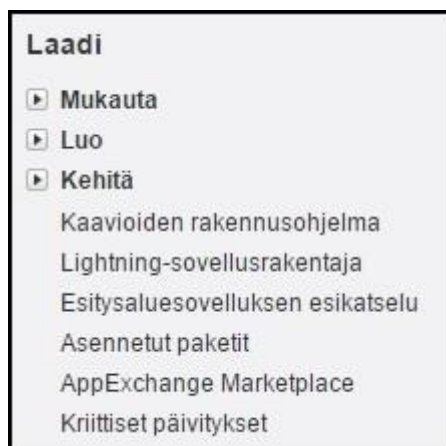 Laadi
Mukauta
Luo
Kehitä
Kaavioiden rakennusohjelma
Lightning-sovellusrakentaja
Esitysaluesovelluksen esikatselu
Asennetut paketit
AppExchange Marketplace
Kriittiset päivitykset